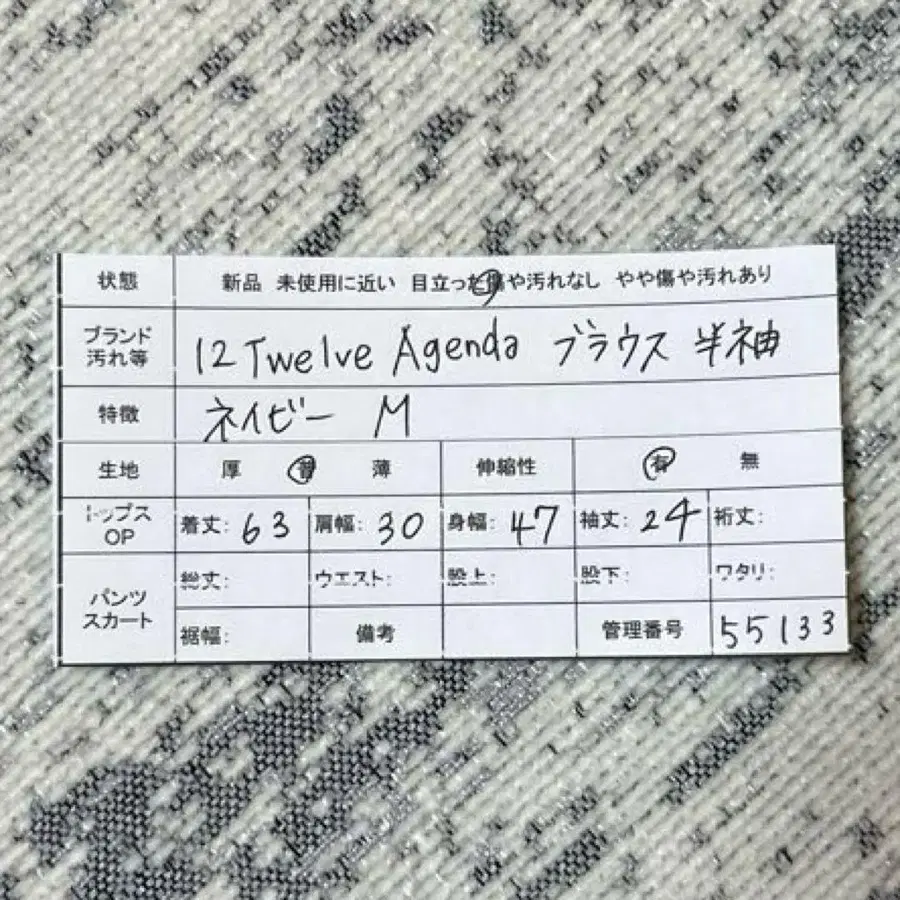 状態 新品 未使用に近い 目立った傷や汚れなし やや傷や汚れあり
ブランド 汚れ等 12 Twelve Agenda ブラウス 半袖
特徴 ネイビー M
生地 厚 普 薄 伸縮性 有 無
トップス OP 着丈: 63 肩幅: 30 身幅: 47 袖丈: 24 裄丈:
パンツ スカート 総丈: ウエスト: 股上: 股下: ワタリ:
裾幅: 備考 管理番号 55133